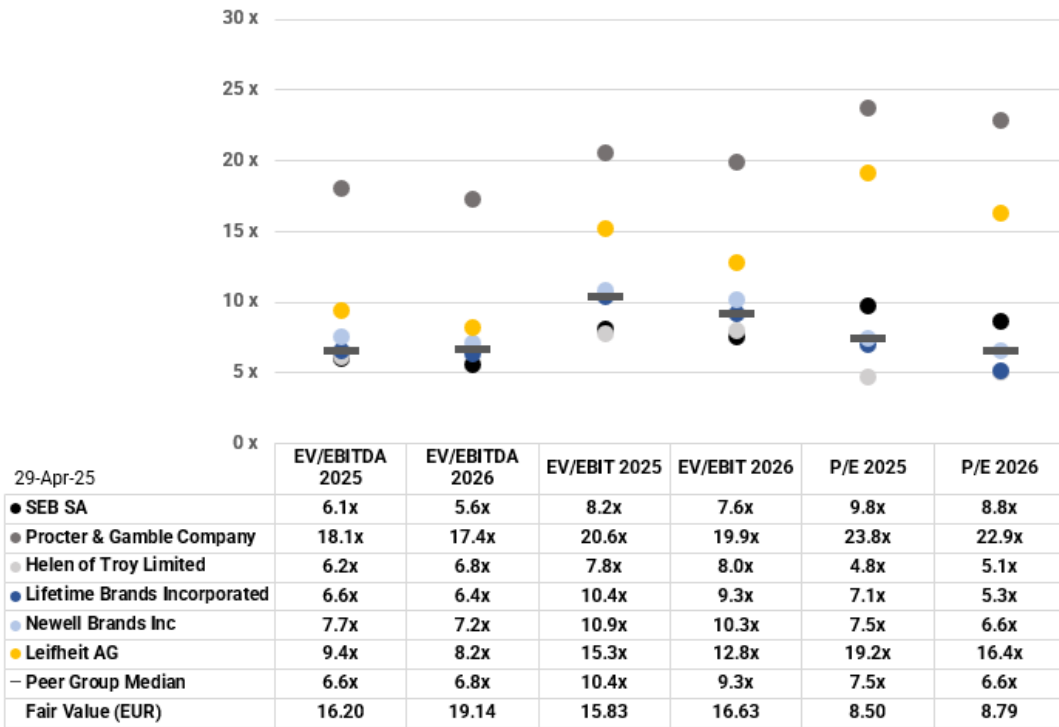 30 x
25 x
20 x
15 x
10 x
5 x
0 x
29-Apr-25 EV/EBITDA 2025 EV/EBITDA 2026 EV/EBIT 2025 EV/EBIT 2026 P/E 2025 P/E 2026
SEB SA 6.1x 5.6x 8.2x 7.6x 9.8x 8.8x
Procter & Gamble Company 18.1x 17.4x 20.6x 19.9x 23.8x 22.9x
Helen of Troy Limited 6.2x 6.8x 7.8x 8.0x 4.8x 5.1x
Lifetime Brands Incorporated 6.6x 6.4x 10.4x 9.3x 7.1x 5.3x
Newell Brands Inc 7.7x 7.2x 10.9x 10.3x 7.5x 6.6x
Leifheit AG 9.4x 8.2x 15.3x 12.8x 19.2x 16.4x
Peer Group Median 6.6x 6.8x 10.4x 9.3x 7.5x 6.6x
Fair Value (EUR) 16.20 19.14 15.83 16.63 8.50 8.79